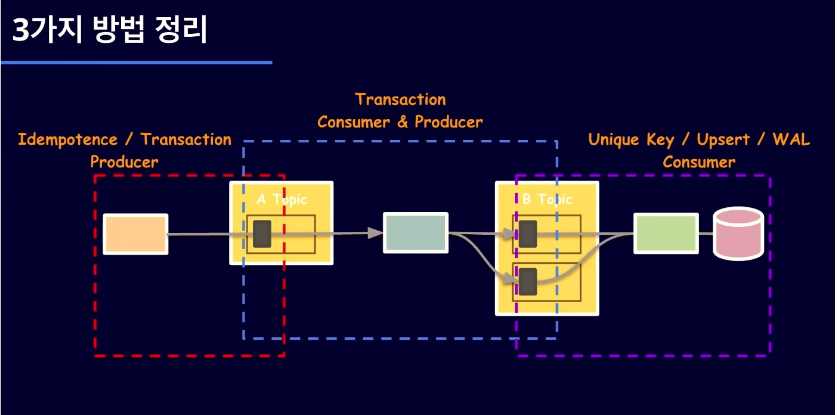 3가지 방법 정리
Transaction
Consumer & Producer
Idempotence / Transaction
Producer
Unique Key / Upsert / WAL
Consumer
A Topic
B Topic